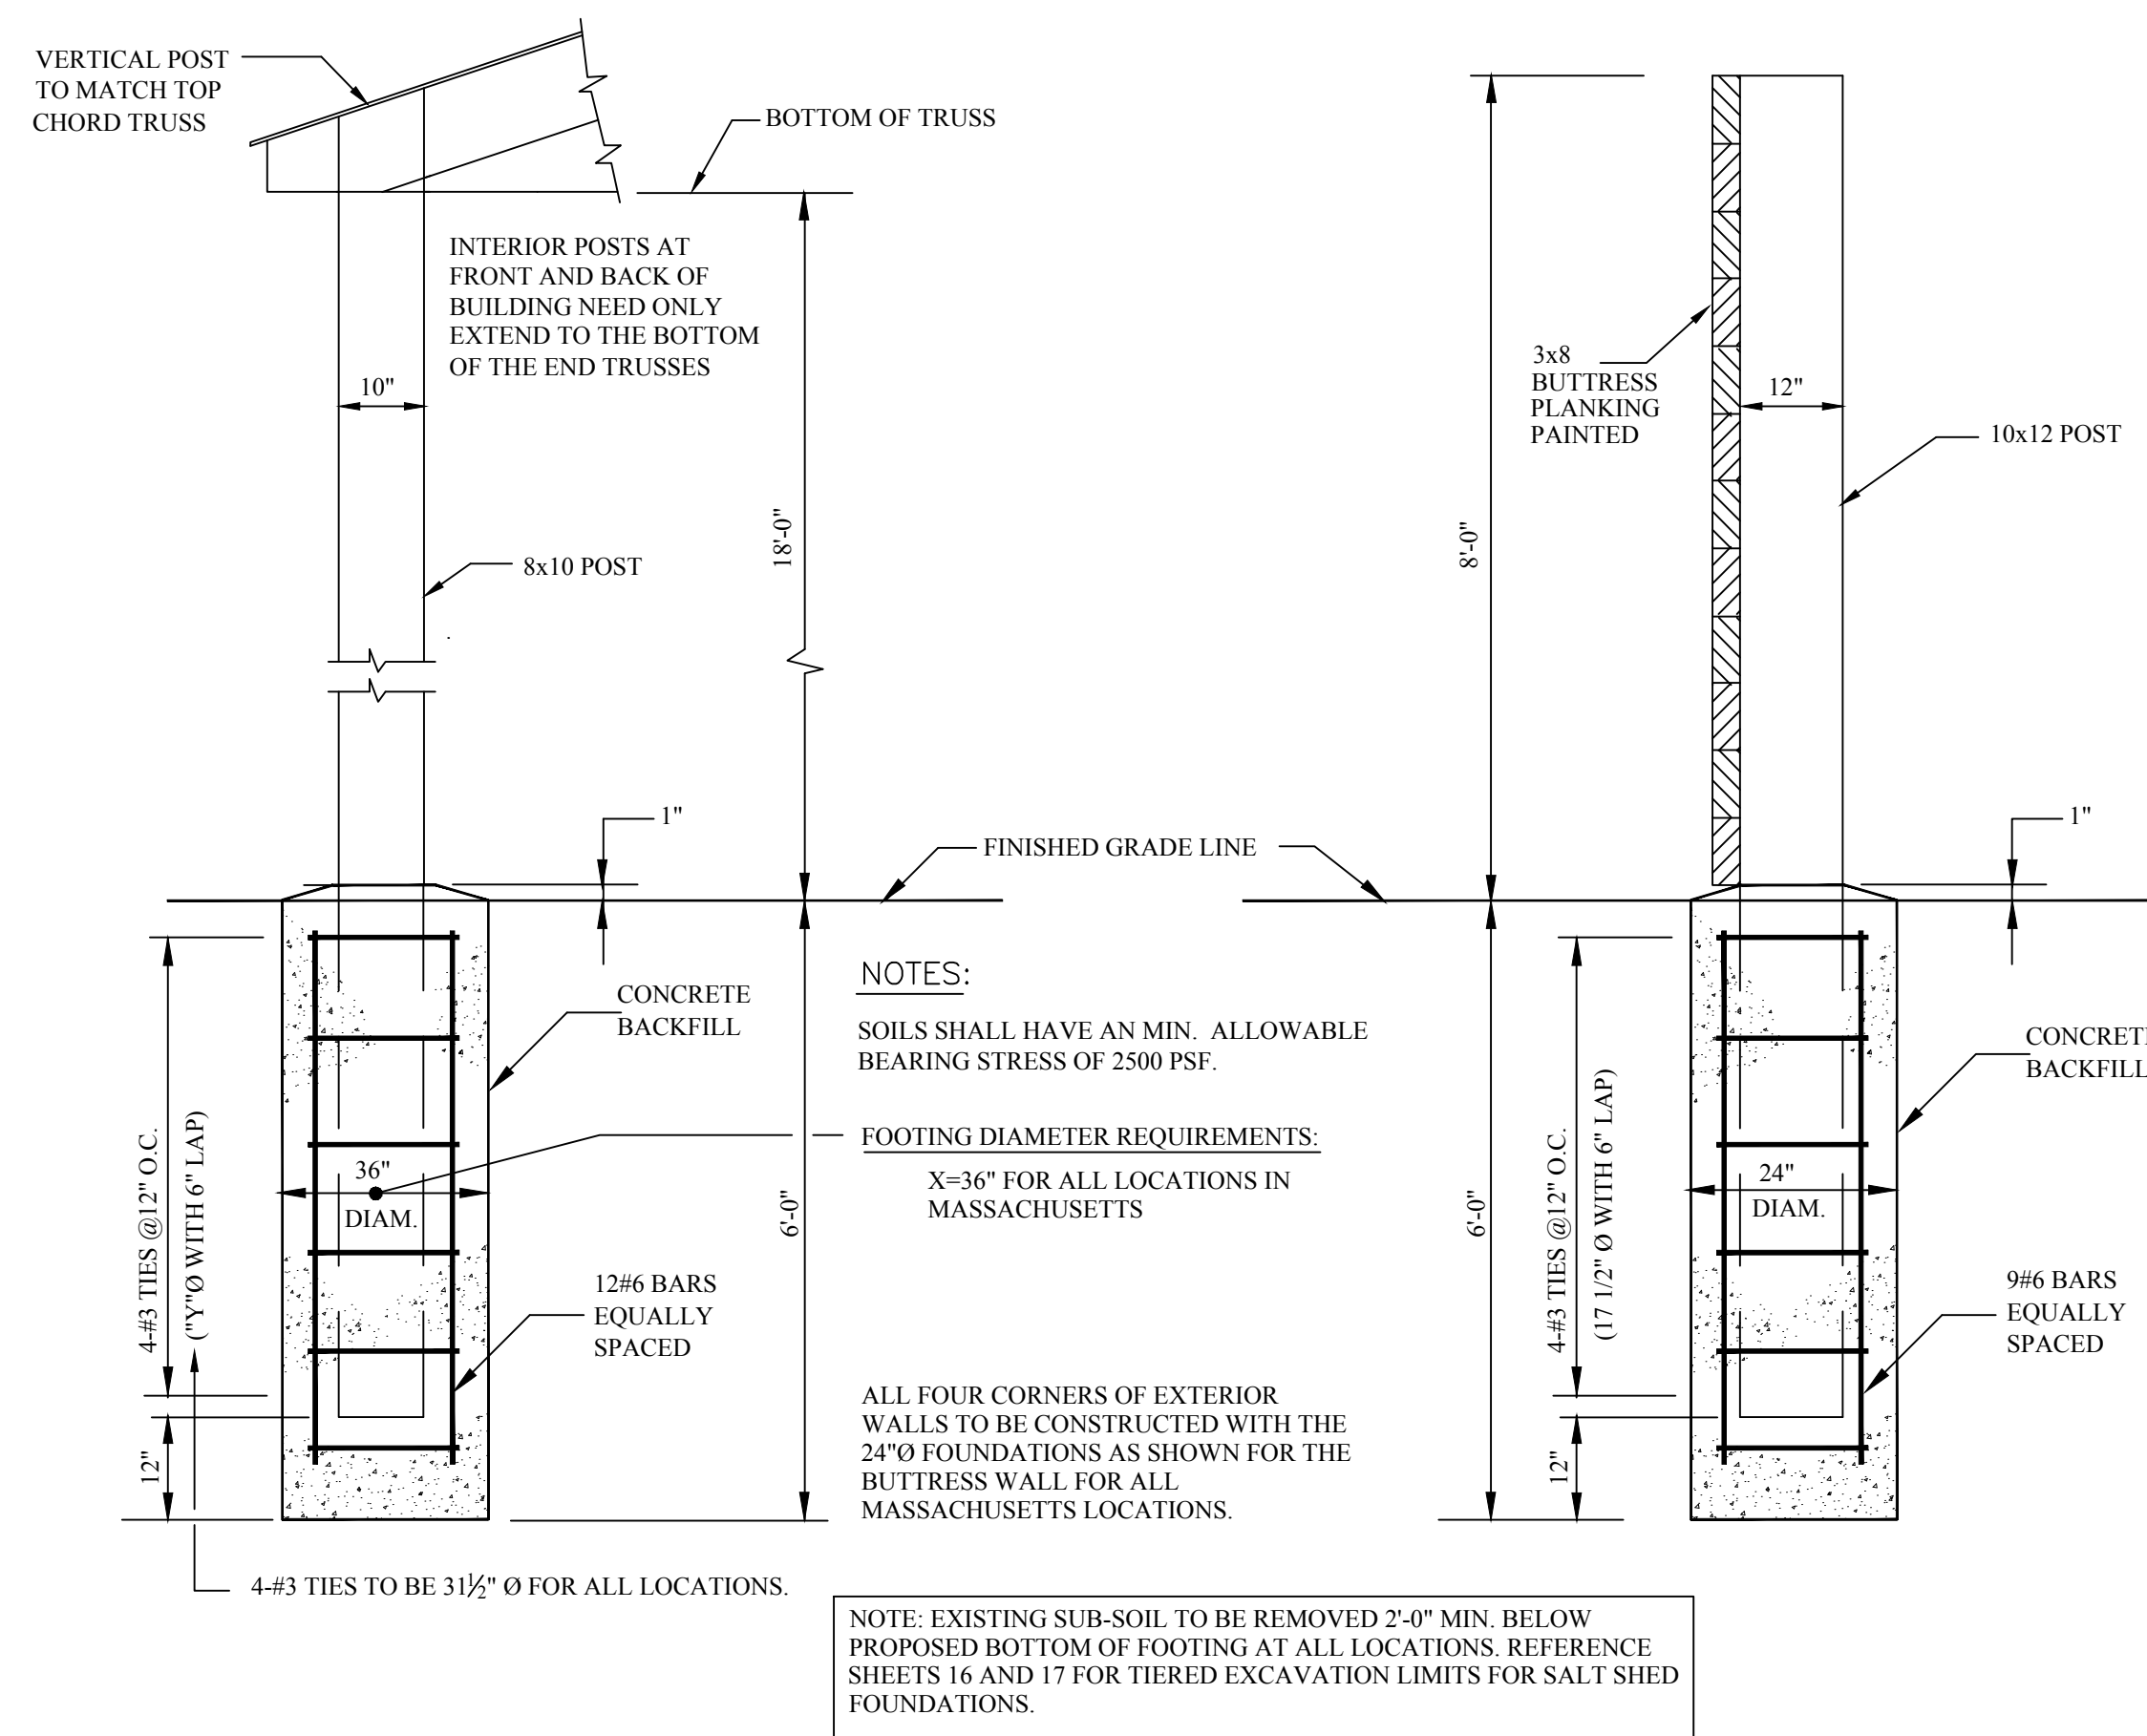 VERTICAL POST
TO MATCH TOP
CHORD TRUSS
BOTTOM OF TRUSS
INTERIOR POSTS AT
FRONT AND BACK OF
BUILDING NEED ONLY
EXTEND TO THE BOTTOM
OF THE END TRUSSES
10"
8x10 POST
18'-0"
1"
FINISHED GRADE LINE
CONCRETE
BACKFILL
36"
DIAM.
4-#3 TIES @12" O.C.
("Y"Ø WITH 6" LAP)
12"
12#6 BARS
EQUALLY
SPACED
6'-0"
4-#3 TIES TO BE 31½" Ø FOR ALL LOCATIONS.
NOTES:
SOILS SHALL HAVE AN MIN. ALLOWABLE
BEARING STRESS OF 2500 PSF.
FOOTING DIAMETER REQUIREMENTS:
X=36" FOR ALL LOCATIONS IN
MASSACHUSETTS
ALL FOUR CORNERS OF EXTERIOR
WALLS TO BE CONSTRUCTED WITH THE
24"Ø FOUNDATIONS AS SHOWN FOR THE
BUTTRESS WALL FOR ALL
MASSACHUSETTS LOCATIONS.
8'-0"
3x8
BUTTRESS
PLANKING
PAINTED
12"
10x12 POST
1"
CONCRETE
BACKFILL
24"
DIAM.
6'-0"
4-#3 TIES @12" O.C.
(17 1/2" Ø WITH 6" LAP)
12"
9#6 BARS
EQUALLY
SPACED
NOTE: EXISTING SUB-SOIL TO BE REMOVED 2'-0" MIN. BELOW
PROPOSED BOTTOM OF FOOTING AT ALL LOCATIONS. REFERENCE
SHEETS 16 AND 17 FOR TIERED EXCAVATION LIMITS FOR SALT SHED
FOUNDATIONS.